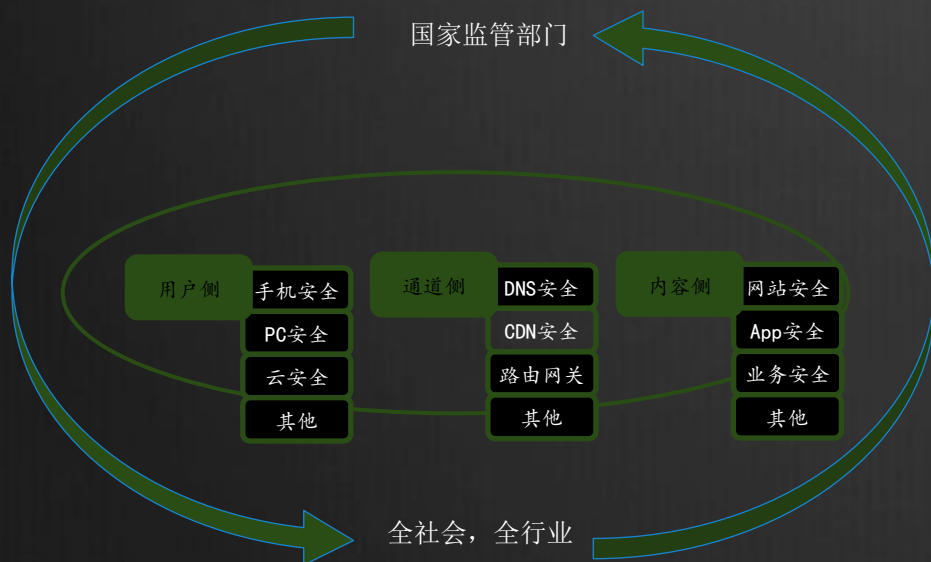 国家监管部门
用户侧
手机安全
PC安全
云安全
其他
通道侧
DNS安全
CDN安全
路由网关
其他
内容侧
网站安全
App安全
业务安全
其他
全社会，全行业